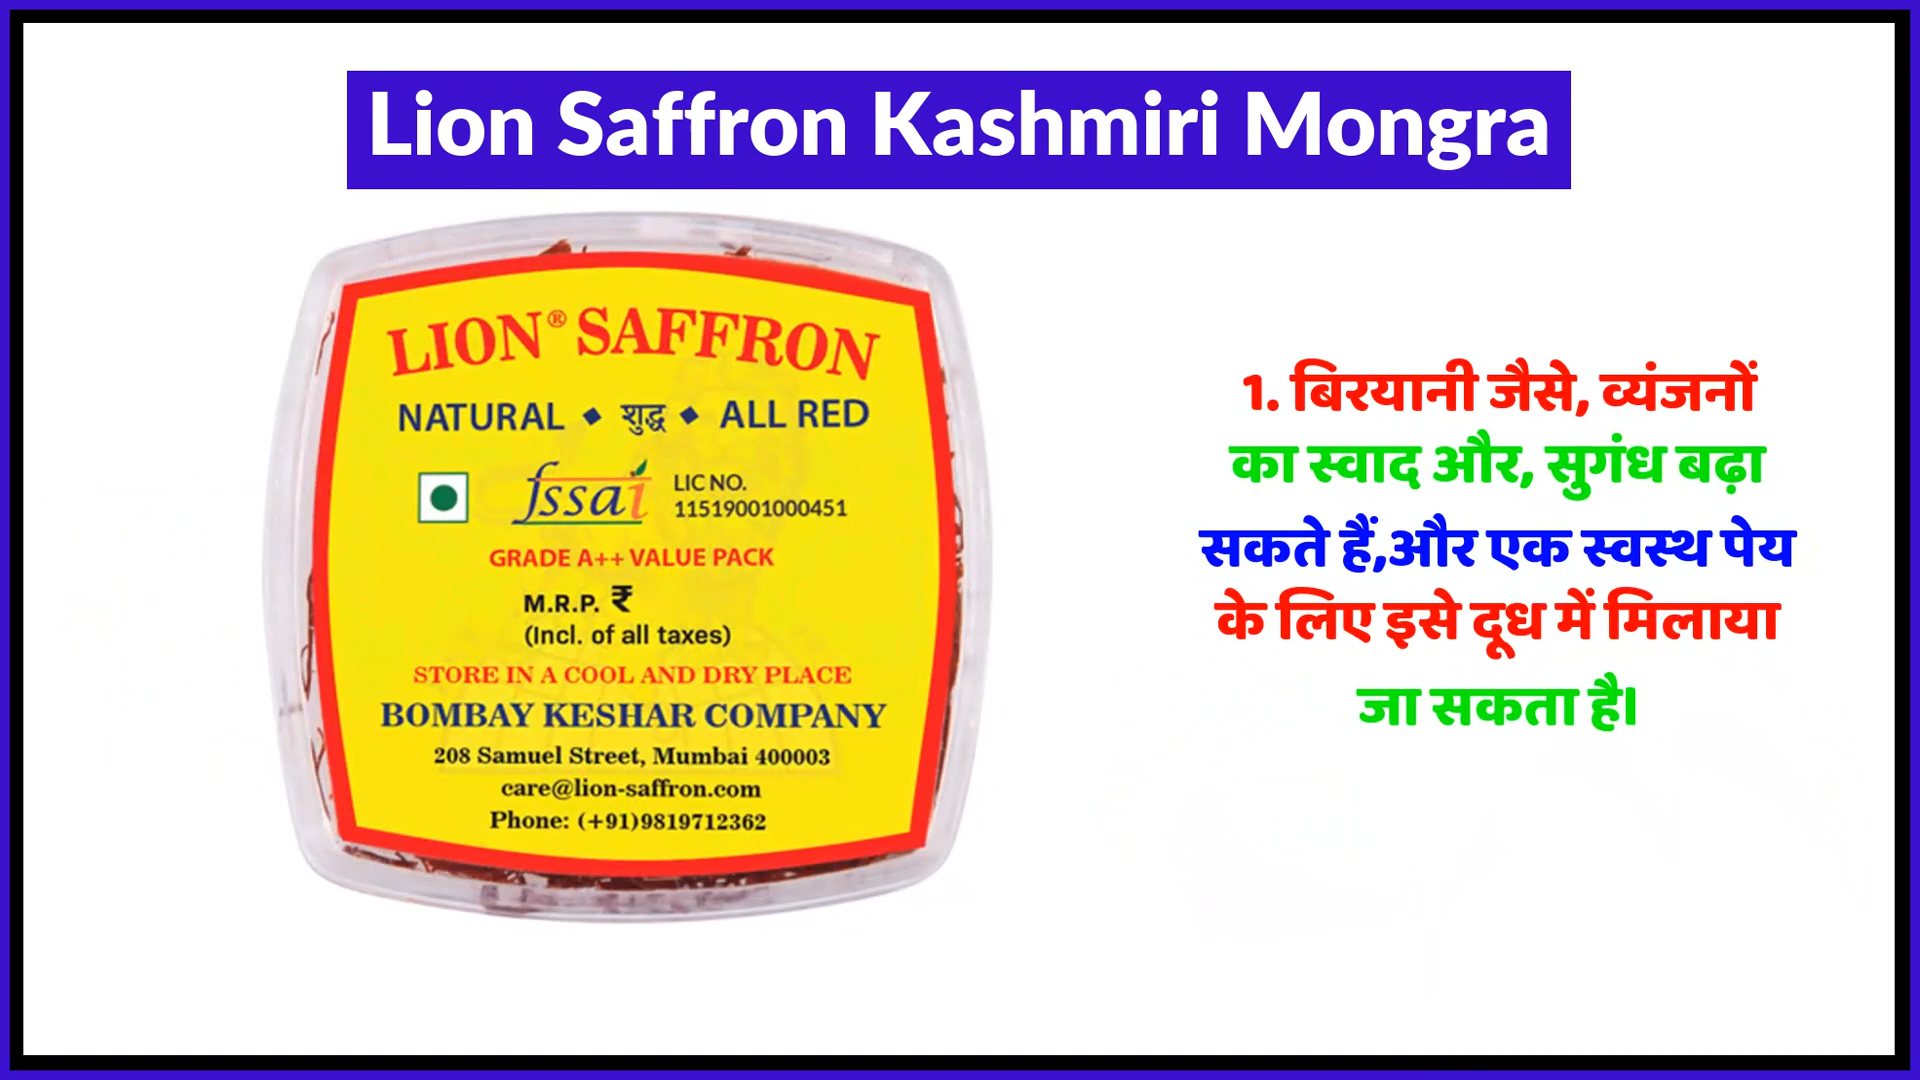 Lion Saffron Kashmiri Mongra
LION® SAFFRON
NATURAL ◆ शुद्ध ◆ ALL RED
fssai LIC NO.
11519001000451
GRADE A++ VALUE PACK
M.R.P. ₹
(Incl. of all taxes)
STORE IN A COOL AND DRY PLACE
BOMBAY KESHAR COMPANY
208 Samuel Street, Mumbai 400003
care@lion-saffron.com
Phone: (+91)9819712362
1. बिरयानी जैसे, व्यंजनों
का स्वाद और, सुगंध बढ़ा
सकते हैं,और एक स्वस्थ पेय
के लिए इसे दूध में मिलाया
जा सकता है।